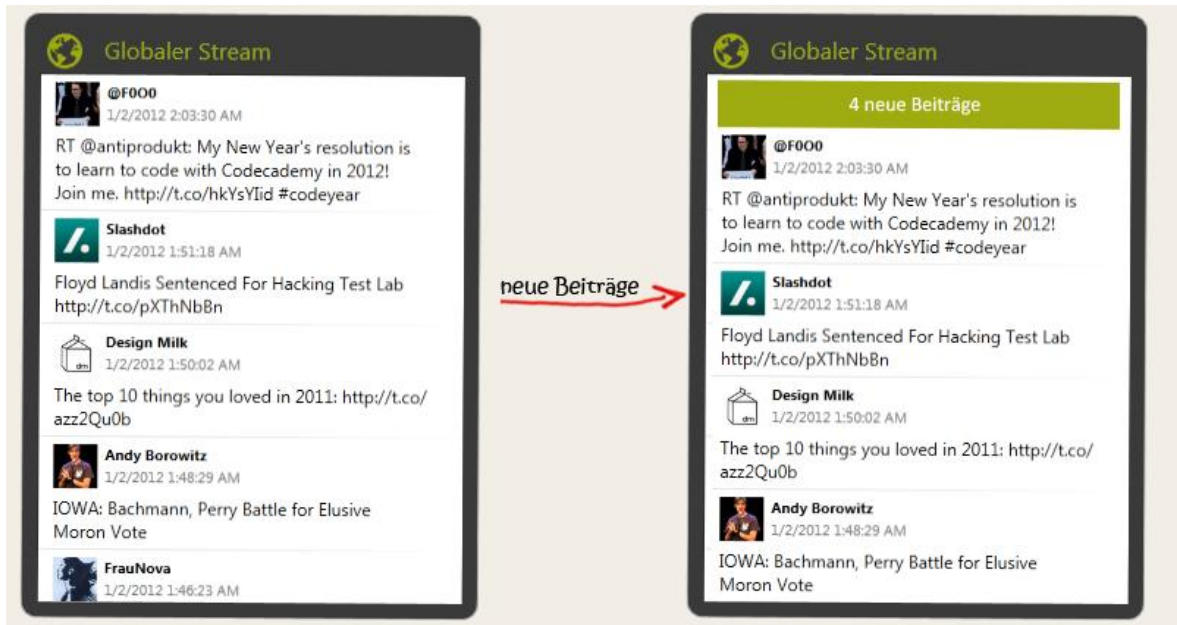 Globaler Stream
@F0O0
1/2/2012 2:03:30 AM
RT @antiprodukt: My New Year's resolution is
to learn to code with Codecademy in 2012!
Join me. http://t.co/hkYsYIid #codeyear
Slashdot
1/2/2012 1:51:18 AM
Floyd Landis Sentenced For Hacking Test Lab
http://t.co/pXThNbBn
Design Milk
1/2/2012 1:50:02 AM
dm
The top 10 things you loved in 2011: http://t.co/
azz2Qu0b
Andy Borowitz
1/2/2012 1:48:29 AM
IOWA: Bachmann, Perry Battle for Elusive
Moron Vote
FrauNova
1/2/2012 1:46:23 AM
neue Beiträge
Globaler Stream
4 neue Beiträge
@F0O0
1/2/2012 2:03:30 AM
RT @antiprodukt: My New Year's resolution is
to learn to code with Codecademy in 2012!
Join me. http://t.co/hkYsYIid #codeyear
Slashdot
1/2/2012 1:51:18 AM
Floyd Landis Sentenced For Hacking Test Lab
http://t.co/pXThNbBn
Design Milk
1/2/2012 1:50:02 AM
dm
The top 10 things you loved in 2011: http://t.co/
azz2Qu0b
Andy Borowitz
1/2/2012 1:48:29 AM
IOWA: Bachmann, Perry Battle for Elusive
Moron Vote